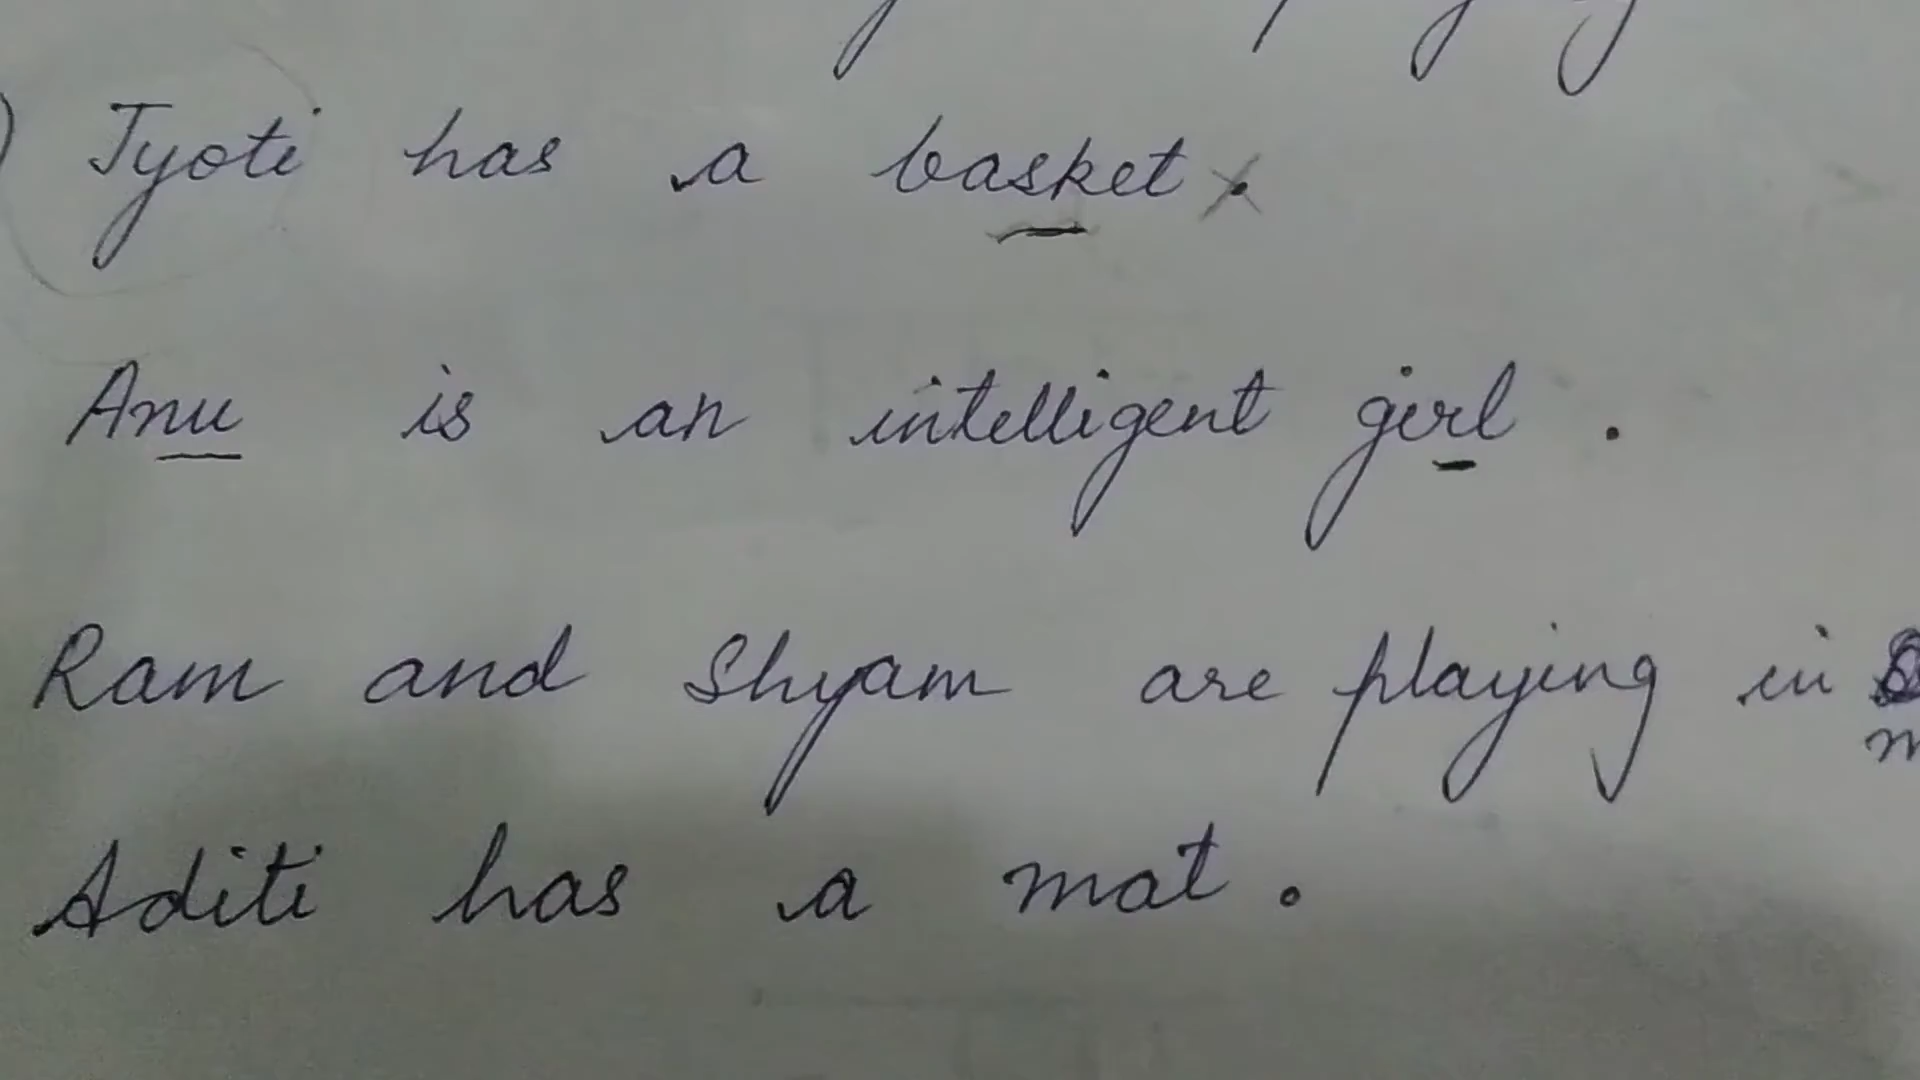 Jyoti has a basket.
Anu is an intelligent girl.
Ram and Shyam are playing in
Aditi has a mat.